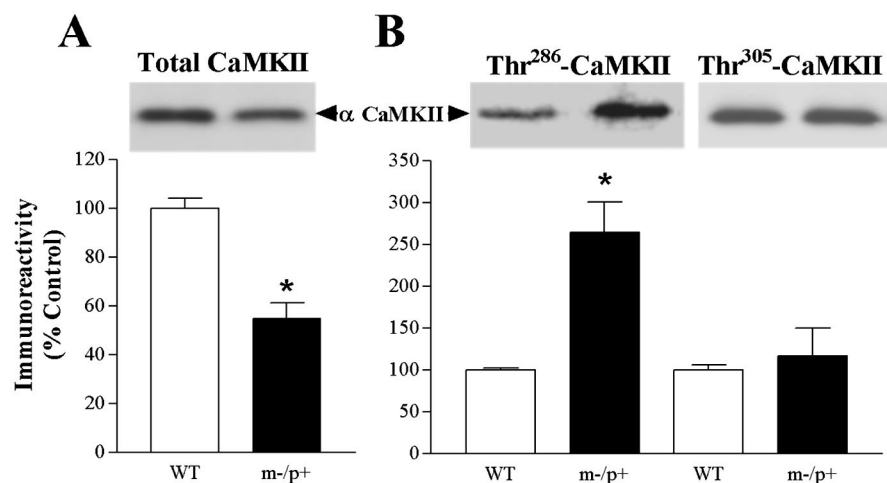 A
B
Total CaMKII
Thr286-CaMKII
Thr305-CaMKII
α CaMKII
Immunoreactivity
(% Control)
120
100
80
60
40
20
0
*
WT
m-/p+
350
300
250
200
150
100
50
0
*
WT
m-/p+
WT
m-/p+